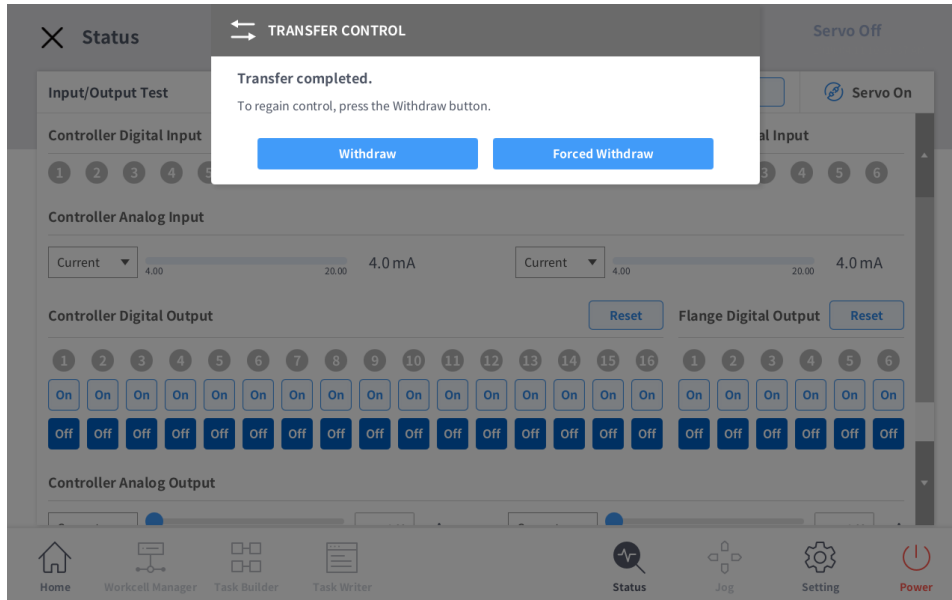 TRANSFER CONTROL
Status
Servo Off
Transfer completed.
To regain control, press the Withdraw button.
Withdraw
Forced Withdraw
Input/Output Test
Servo On
Controller Digital Input
al Input
1 2 3 4 5 3 4 5 6
Controller Analog Input
Current 4.00 20.00 4.0 mA Current 4.00 20.00 4.0 mA
Controller Digital Output Reset Flange Digital Output Reset
1 2 3 4 5 6 7 8 9 10 11 12 13 14 15 16 1 2 3 4 5 6
On On On On On On On On On On On On On On On On On On On On On On
Off Off Off Off Off Off Off Off Off Off Off Off Off Off Off Off Off Off Off Off Off Off
Controller Analog Output
Home Workcell Manager Task Builder Task Writer Status Jog Setting Power